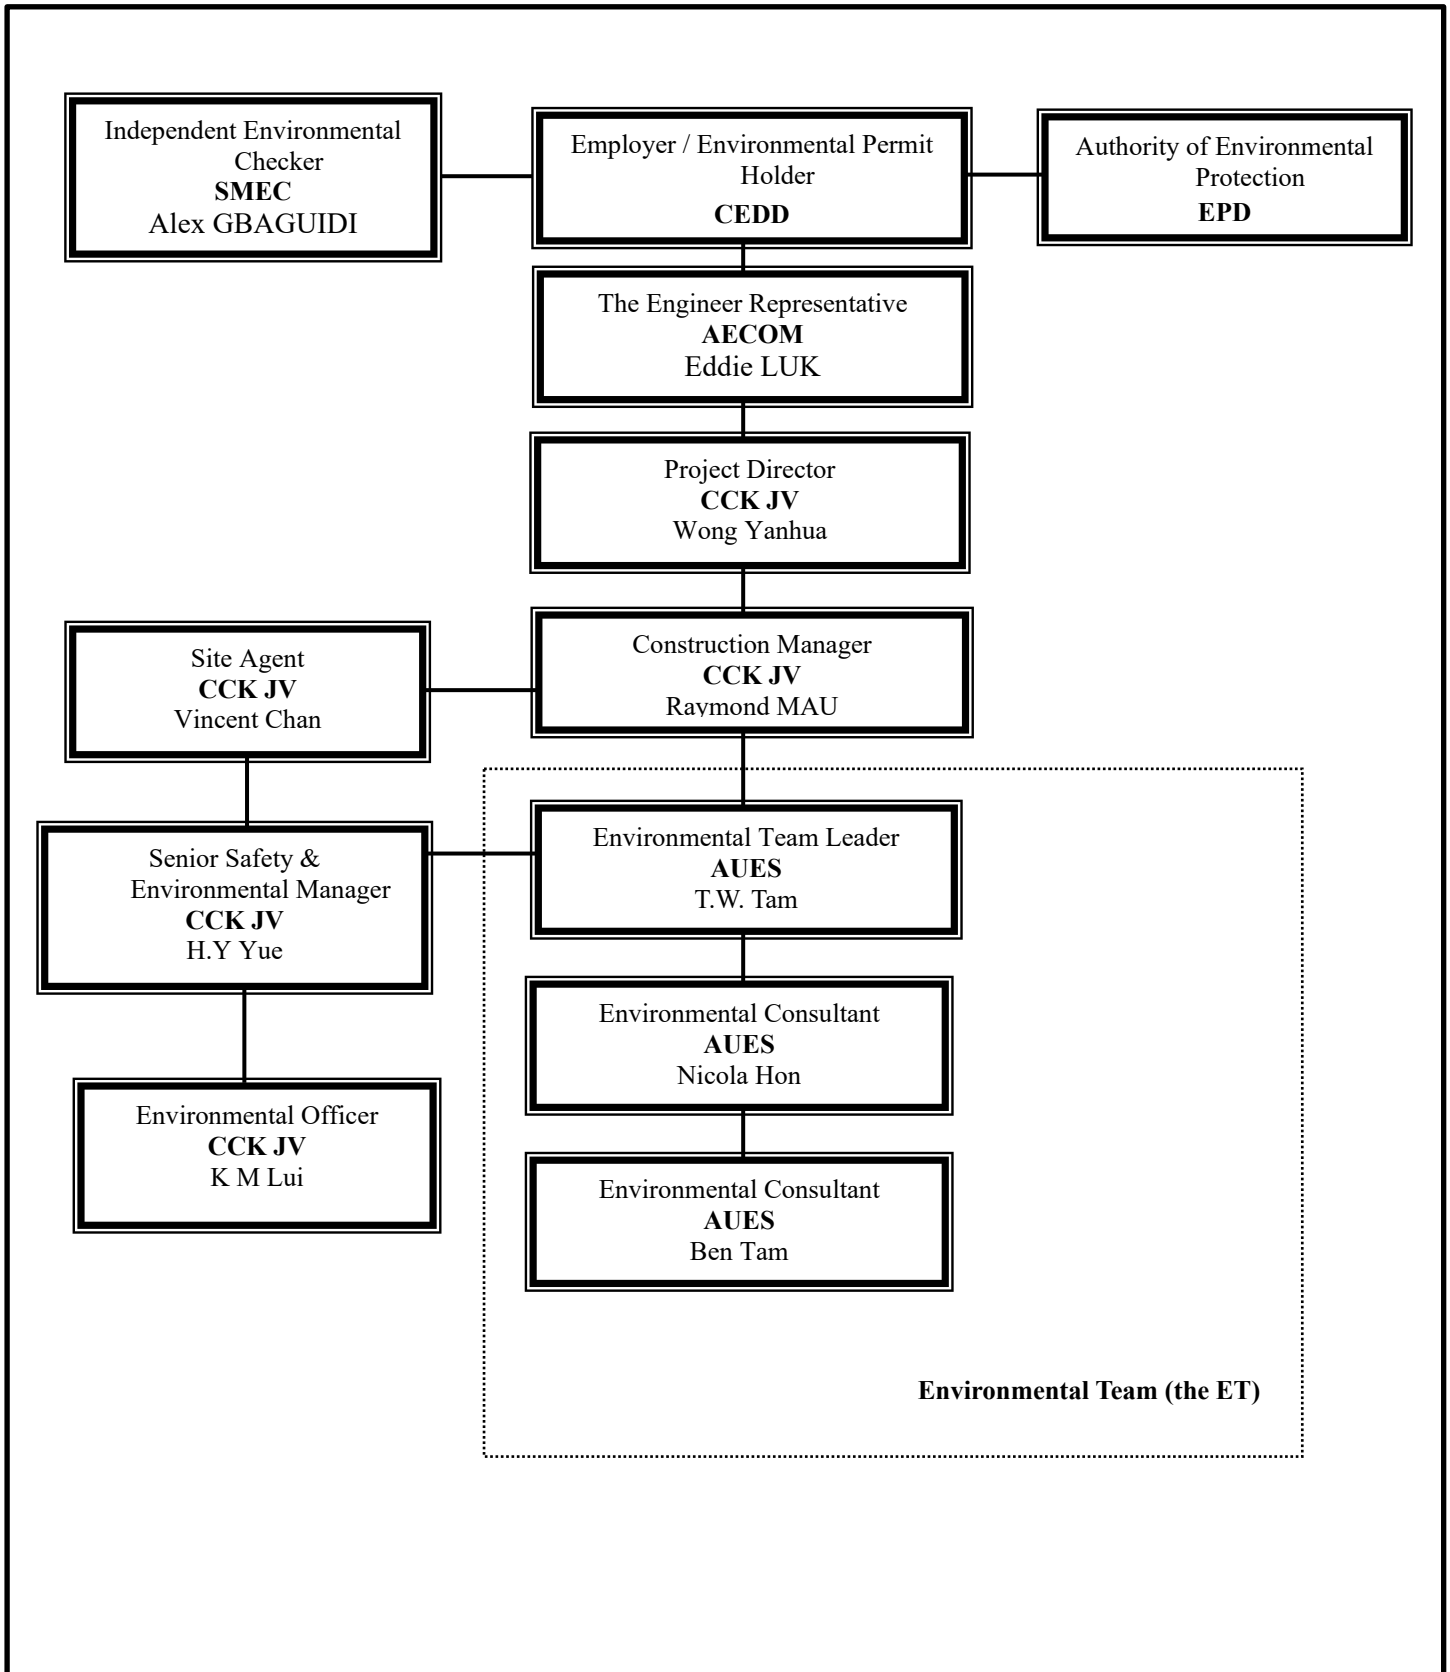 Independent Environmental
Checker
SMEC
Alex GBAGUIDI
Employer / Environmental Permit
Holder
CEDD
Authority of Environmental
Protection
EPD
The Engineer Representative
AECOM
Eddie LUK
Project Director
CCK JV
Wong Yanhua
Construction Manager
CCK JV
Raymond MAU
Site Agent
CCK JV
Vincent Chan
Senior Safety &
Environmental Manager
CCK JV
H.Y Yue
Environmental Team Leader
AUES
T.W. Tam
Environmental Consultant
AUES
Nicola Hon
Environmental Officer
CCK JV
K M Lui
Environmental Consultant
AUES
Ben Tam
Environmental Team (the ET)